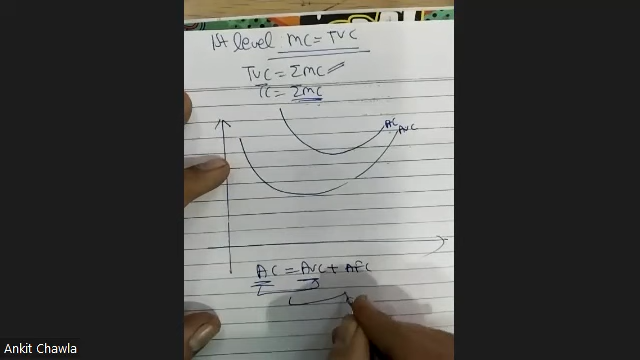 1st level MC = TVC
TVC = ΣMC
TC = ΣMC
AC
AVC
AC = AVC + AFC
Ankit Chawla